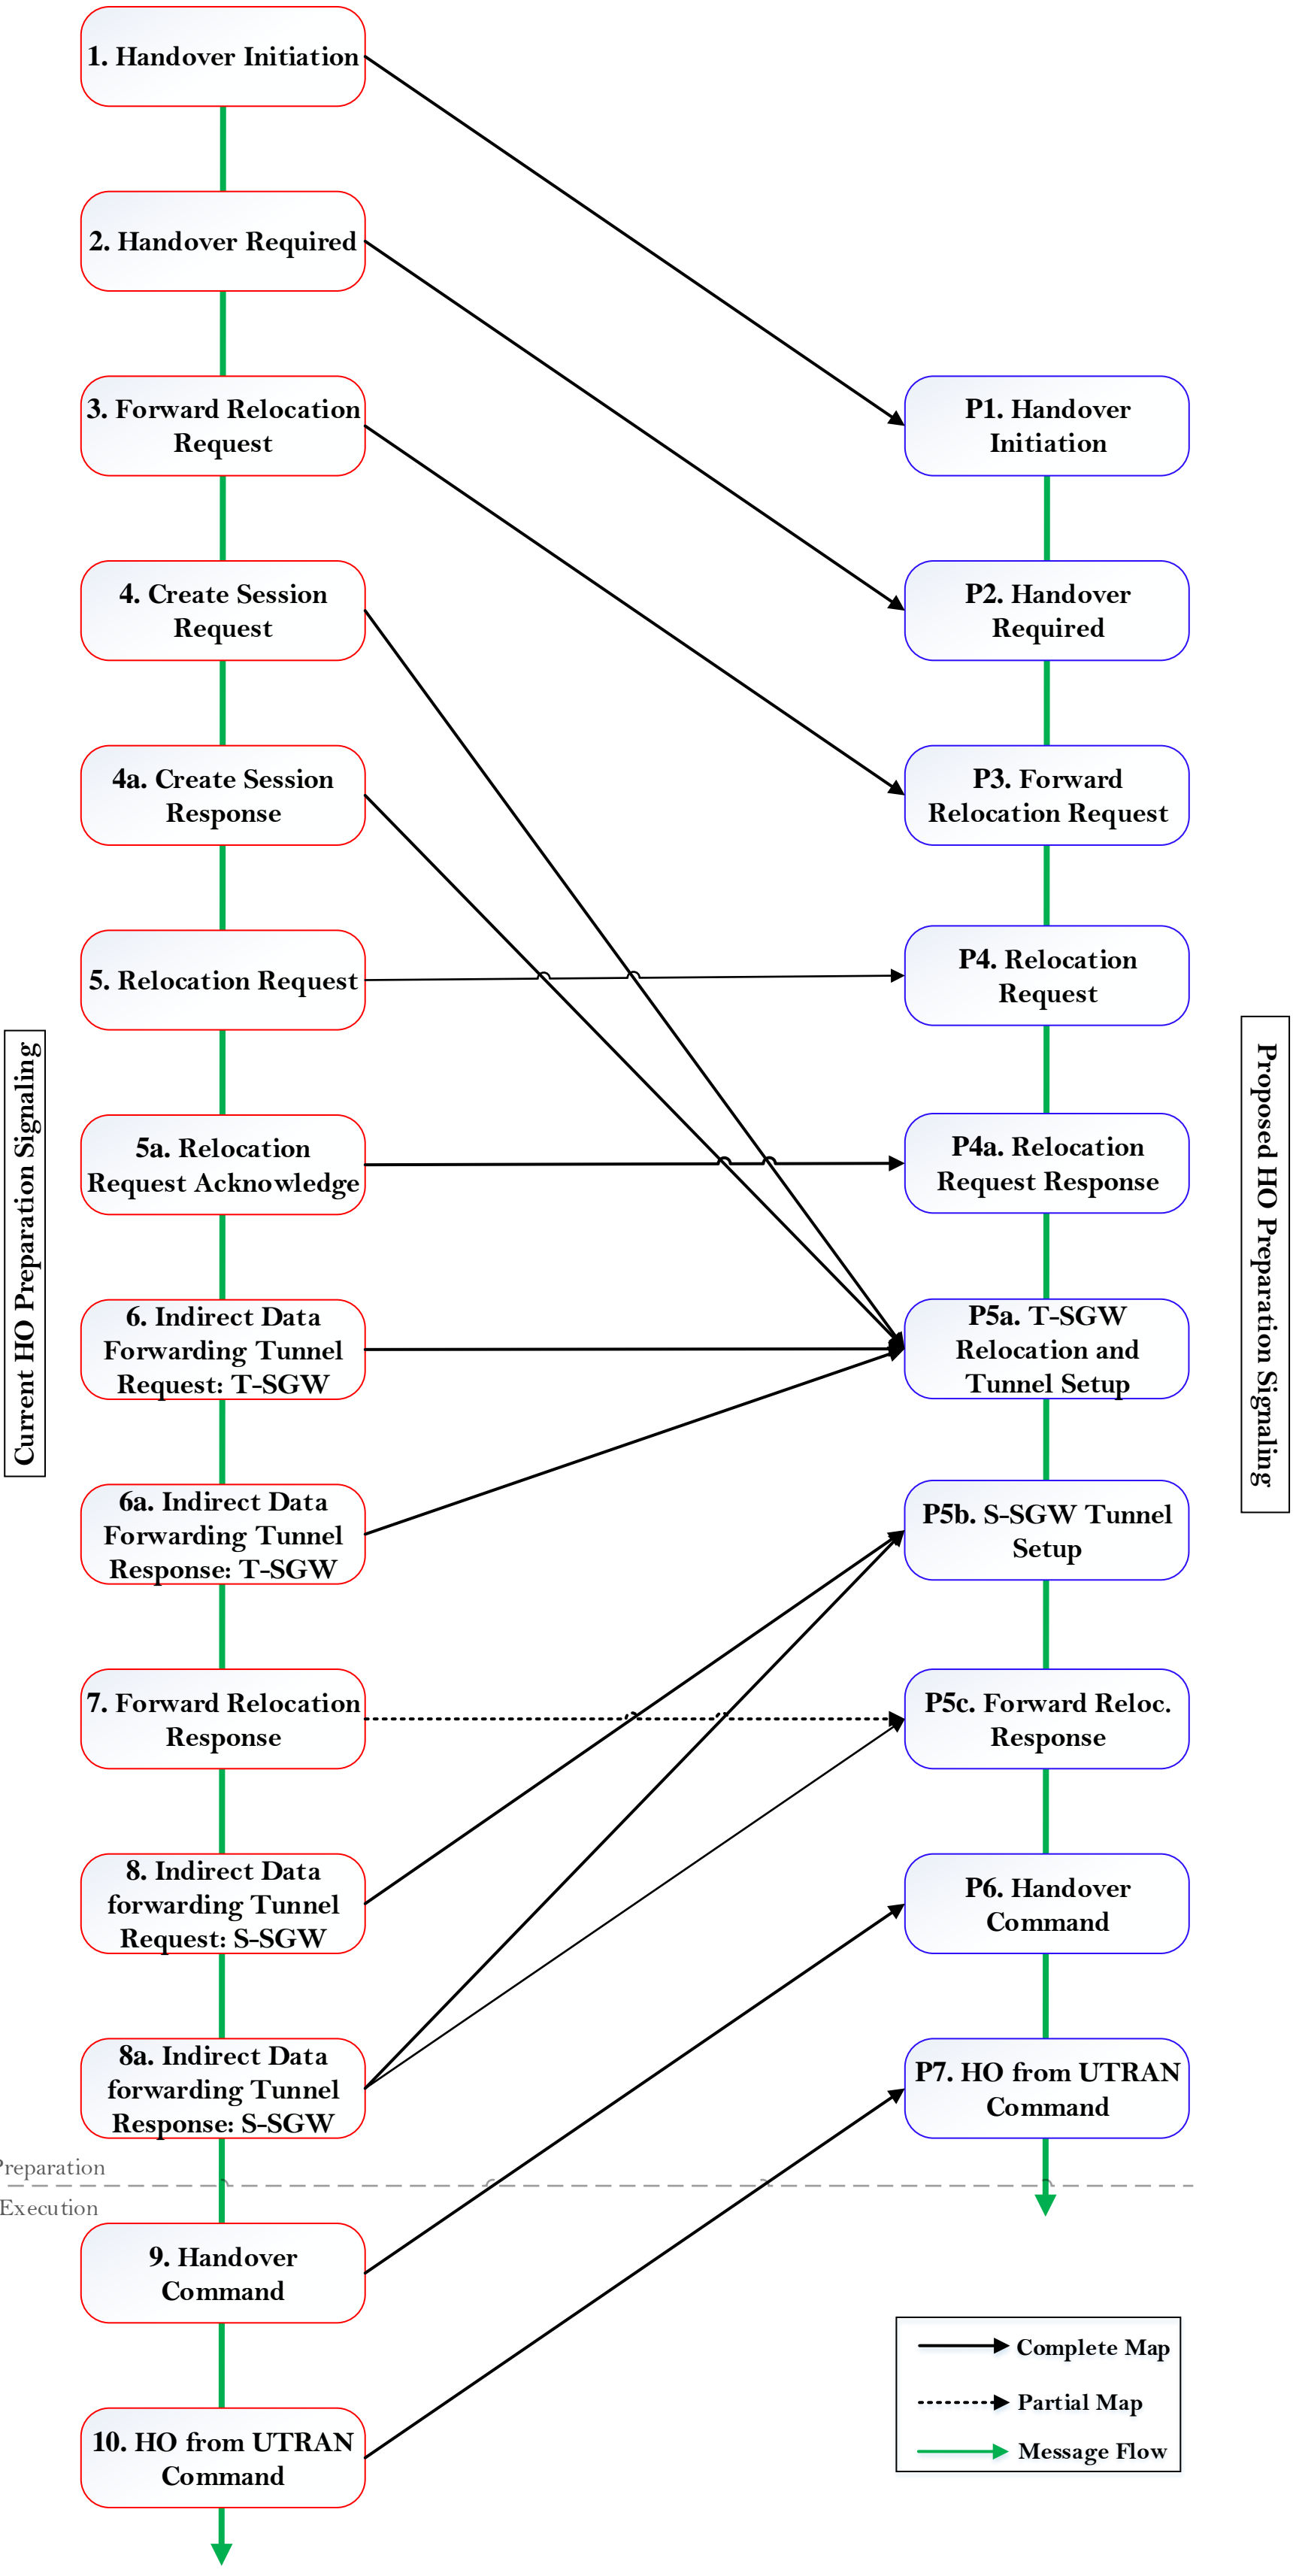 1. Handover Initiation
2. Handover Required
3. Forward Relocation
Request
4. Create Session
Request
4a. Create Session
Response
5. Relocation Request
5a. Relocation
Request Acknowledge
6. Indirect Data
Forwarding Tunnel
Request: T-SGW
6a. Indirect Data
Forwarding Tunnel
Response: T-SGW
7. Forward Relocation
Response
8. Indirect Data
forwarding Tunnel
Request: S-SGW
8a. Indirect Data
forwarding Tunnel
Response: S-SGW
Preparation
Execution
9. Handover
Command
10. HO from UTRAN
Command
Current HO Preparation Signaling
P1. Handover
Initiation
P2. Handover
Required
P3. Forward
Relocation Request
P4. Relocation
Request
P4a. Relocation
Request Response
P5a. T-SGW
Relocation and
Tunnel Setup
P5b. S-SGW Tunnel
Setup
P5c. Forward Reloc.
Response
P6. Handover
Command
P7. HO from UTRAN
Command
Proposed HO Preparation Signaling
Complete Map
Partial Map
Message Flow